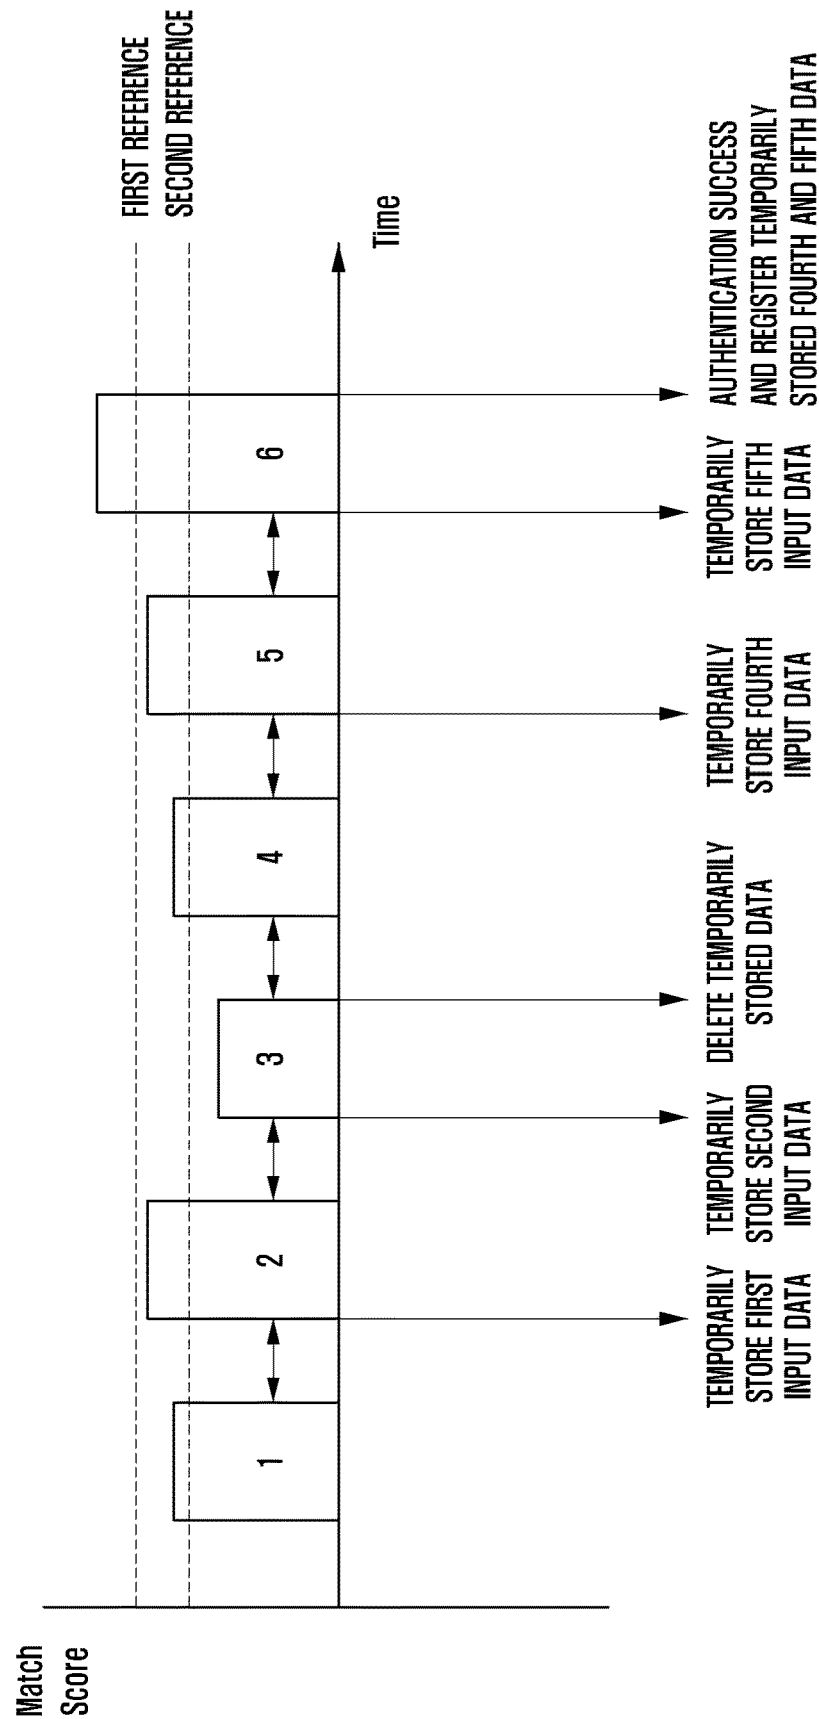 Match
Score
FIRST REFERENCE
SECOND REFERENCE
1
2
3
4
5
6
Time
TEMPORARILY
STORE FIRST
INPUT DATA
TEMPORARILY
STORE SECOND
INPUT DATA
DELETE TEMPORARILY
STORED DATA
TEMPORARILY
STORE FOURTH
INPUT DATA
TEMPORARILY
STORE FIFTH
INPUT DATA
AUTHENTICATION SUCCESS
AND REGISTER TEMPORARILY
STORED FOURTH AND FIFTH DATA